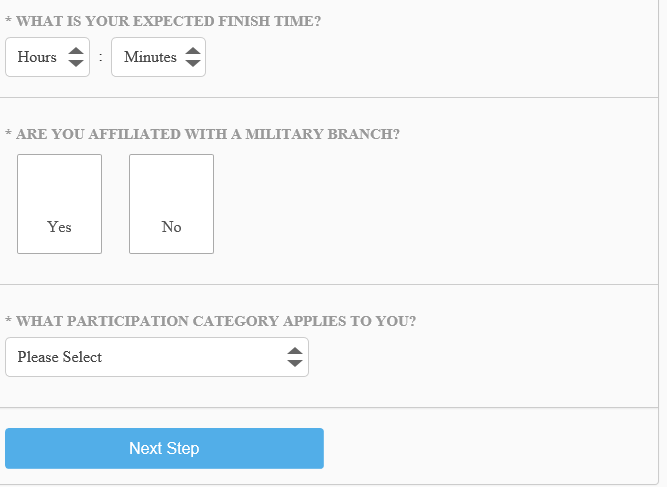 * WHAT IS YOUR EXPECTED FINISH TIME?
Hours : Minutes
* ARE YOU AFFILIATED WITH A MILITARY BRANCH?
Yes No
* WHAT PARTICIPATION CATEGORY APPLIES TO YOU?
Please Select
Next Step